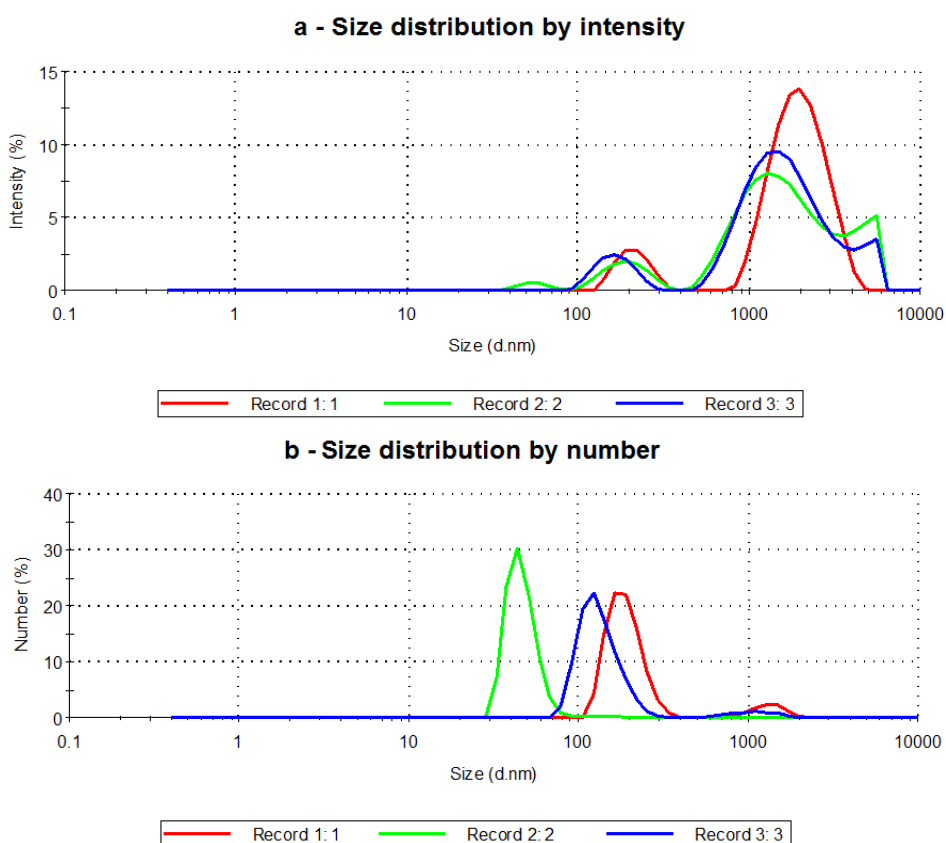 a - Size distribution by intensity
15
10
5
0
Intensity (%)
0.1 1 10 100 1000 10000
Size (d.nm)
Record 1: 1 Record 2: 2 Record 3: 3
b - Size distribution by number
40
30
20
10
0
Number (%)
0.1 1 10 100 1000 10000
Size (d.nm)
Record 1: 1 Record 2: 2 Record 3: 3